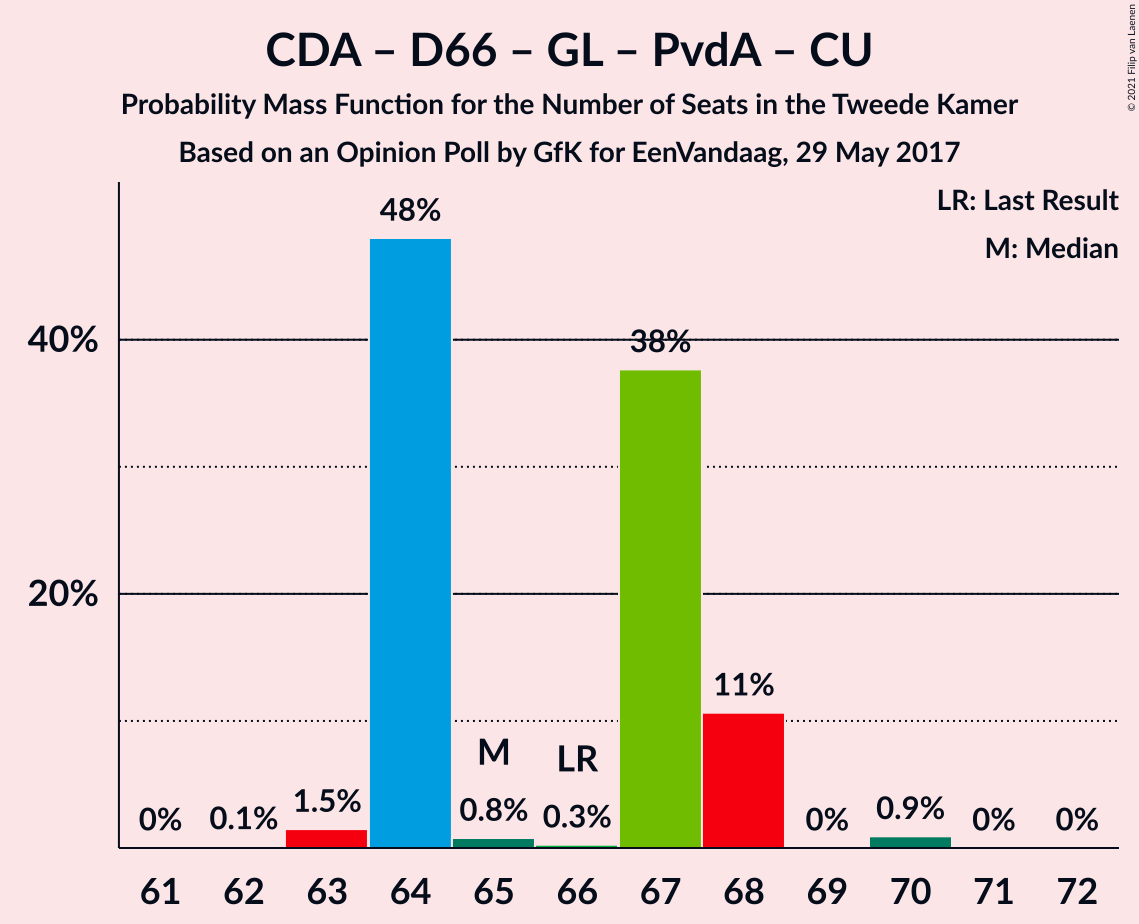 CDA – D66 – GL – PvdA – CU
Probability Mass Function for the Number of Seats in the Tweede Kamer
Based on an Opinion Poll by GfK for EenVandaag, 29 May 2017
© 2021 Filip van Laenen
LR: Last Result
M: Median
40%
20%
0%
0.1%
1.5%
48%
M
0.8%
LR
0.3%
38%
11%
0%
0.9%
0%
0%
61 62 63 64 65 66 67 68 69 70 71 72